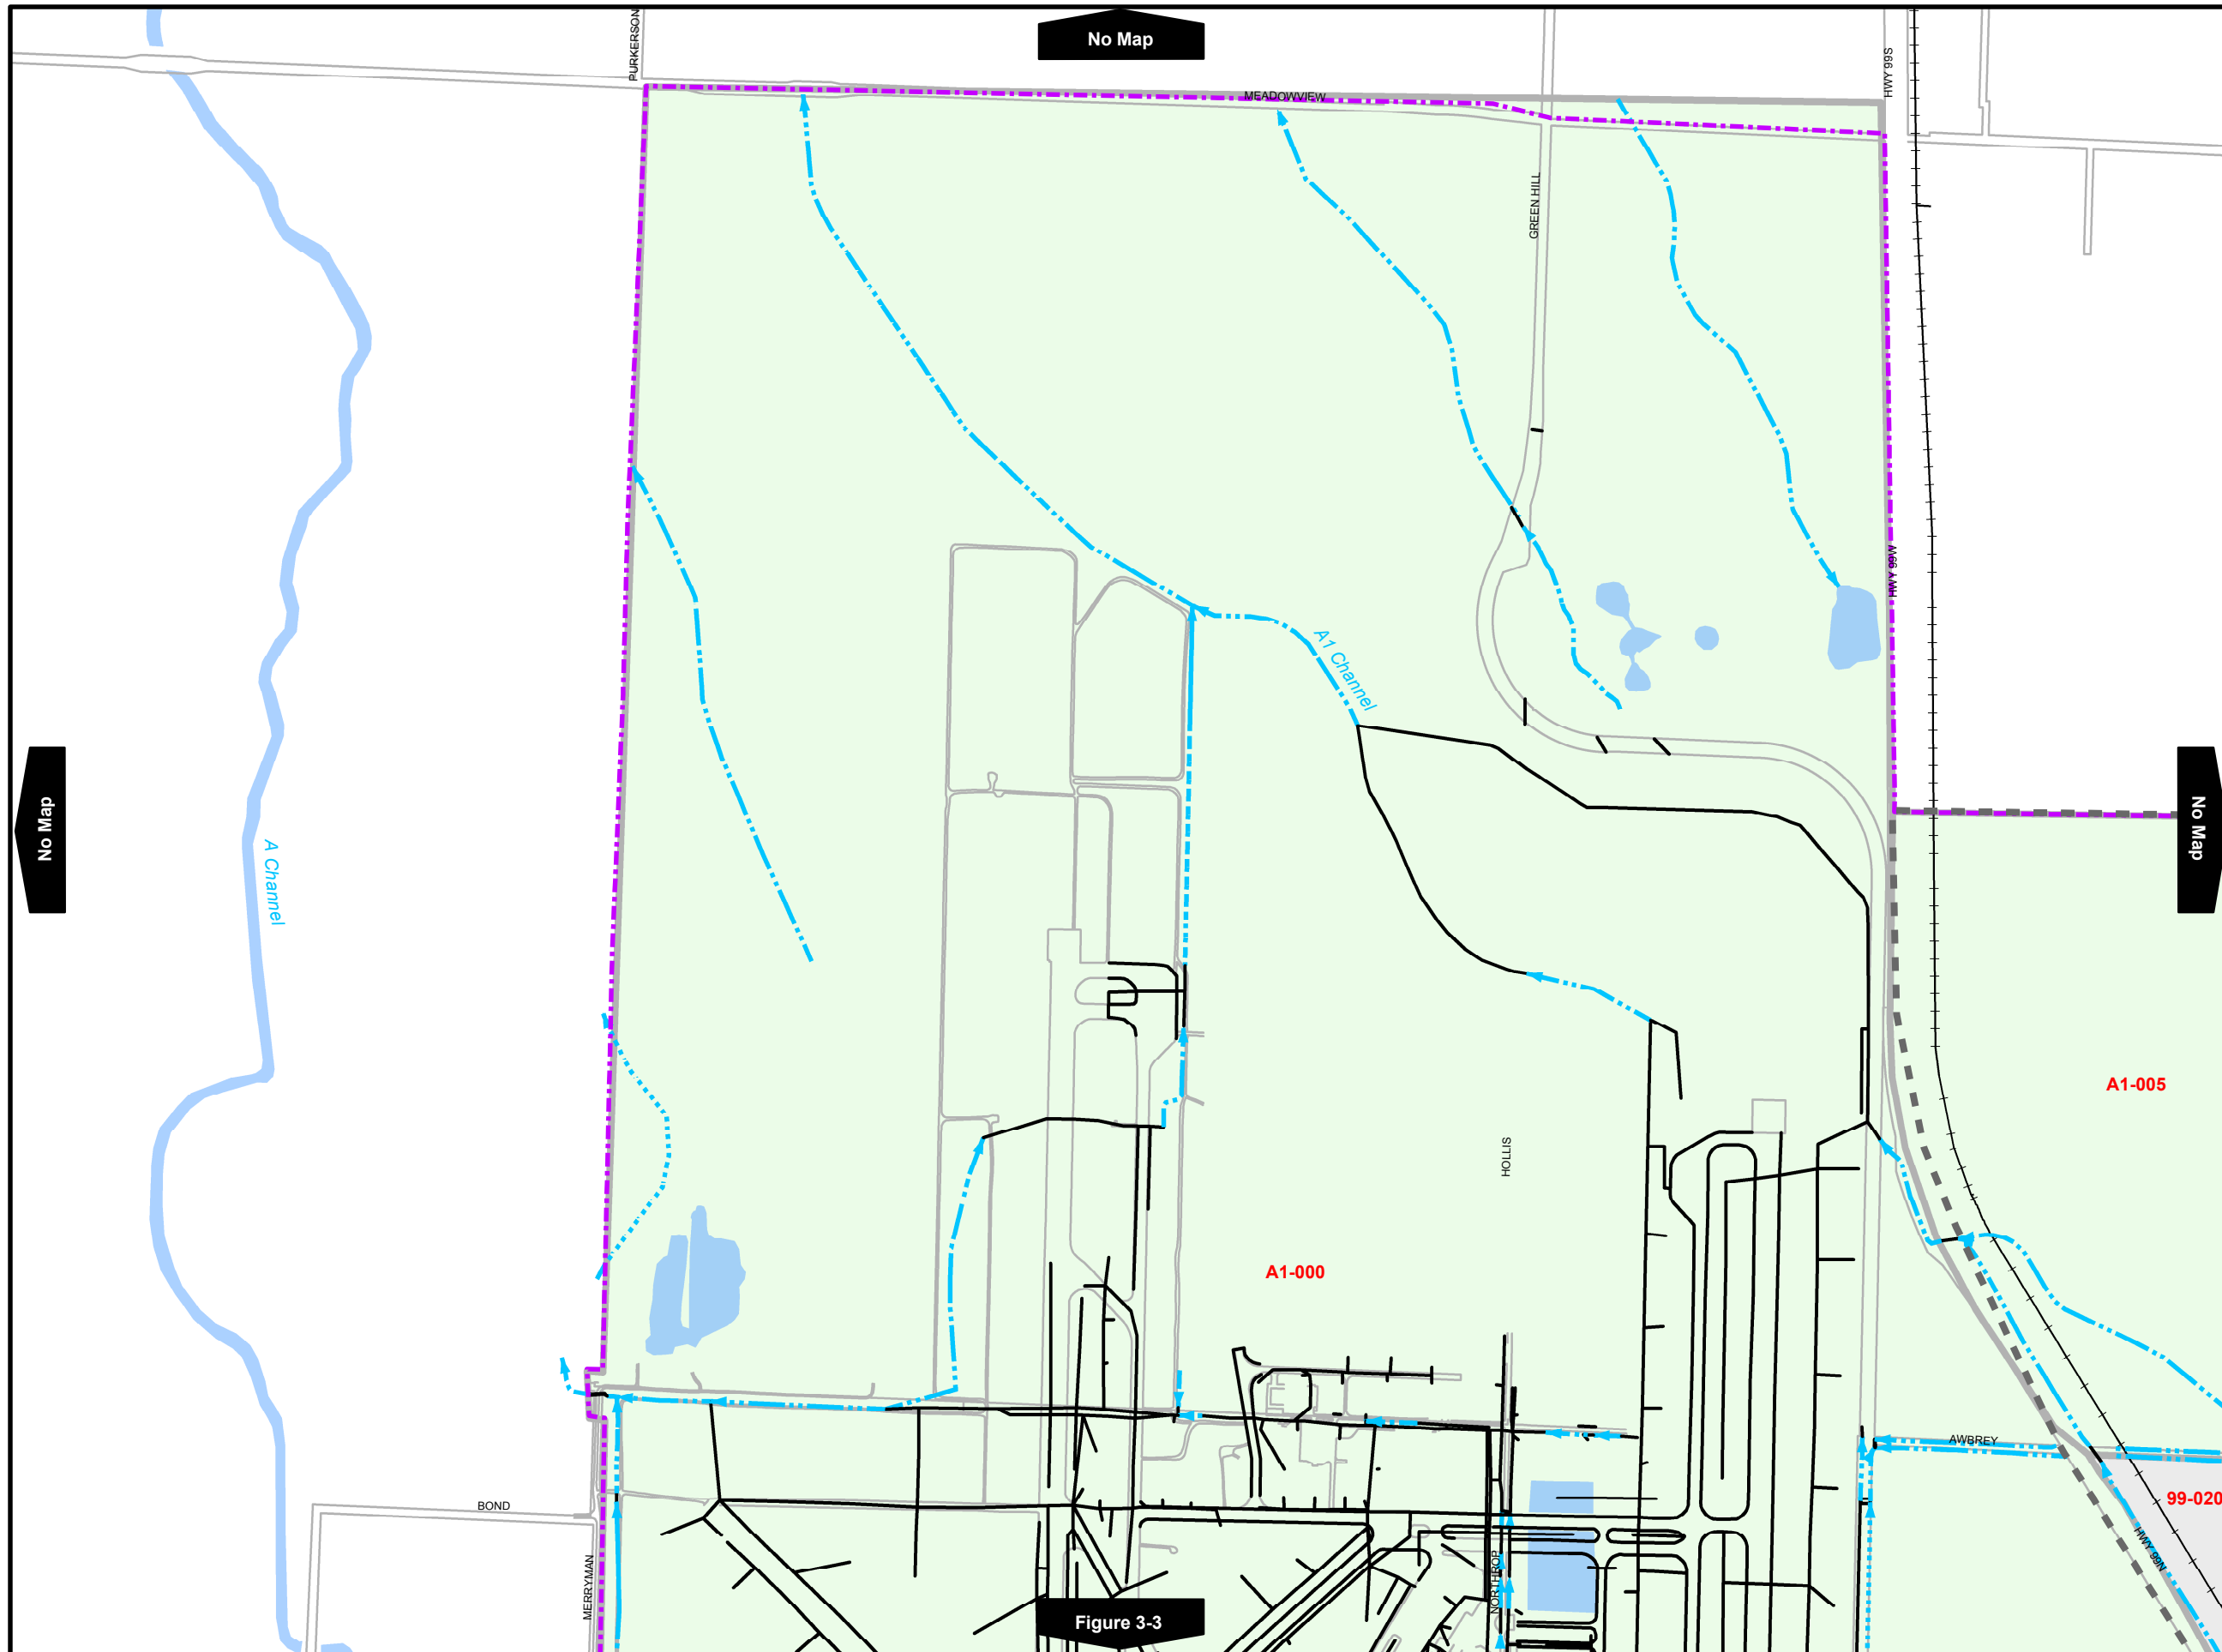 No Map
PURKERSON
HWY 99S
MEADOWVIEW
GREEN HILL
HWY 99W
A1 Channel
No Map
No Map
A Channel
A1-005
HOLLIS
A1-000
AWBREY
99-020
BOND
HWY 99N
MERRYMAN
NORTHROP
Figure 3-3